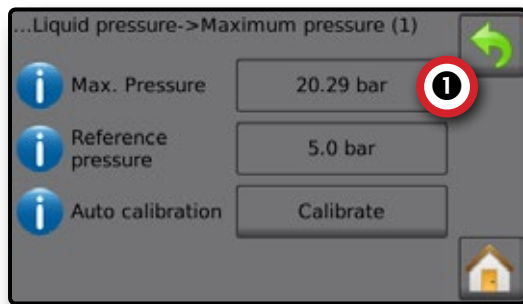 ...Liquid pressure->Maximum pressure (1)
Max. Pressure
20.29 bar
1
Reference
pressure
5.0 bar
Auto calibration
Calibrate